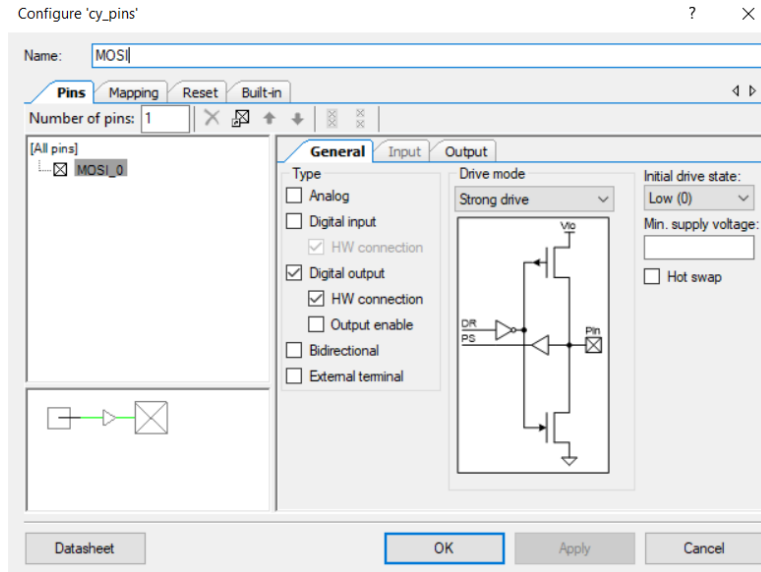 Configure 'cy_pins'
?
Name:
MOSI
Pins
Mapping
Reset
Built-in
Number of pins:
1
[All pins]
MOSI_0
General
Input
Output
Type
Analog
Digital input
HW connection
Digital output
HW connection
Output enable
Bidirectional
External terminal
Drive mode
Strong drive
Vio
DR
PS
Pin
Initial drive state:
Low (0)
Min. supply voltage:
Hot swap
Datasheet
OK
Apply
Cancel